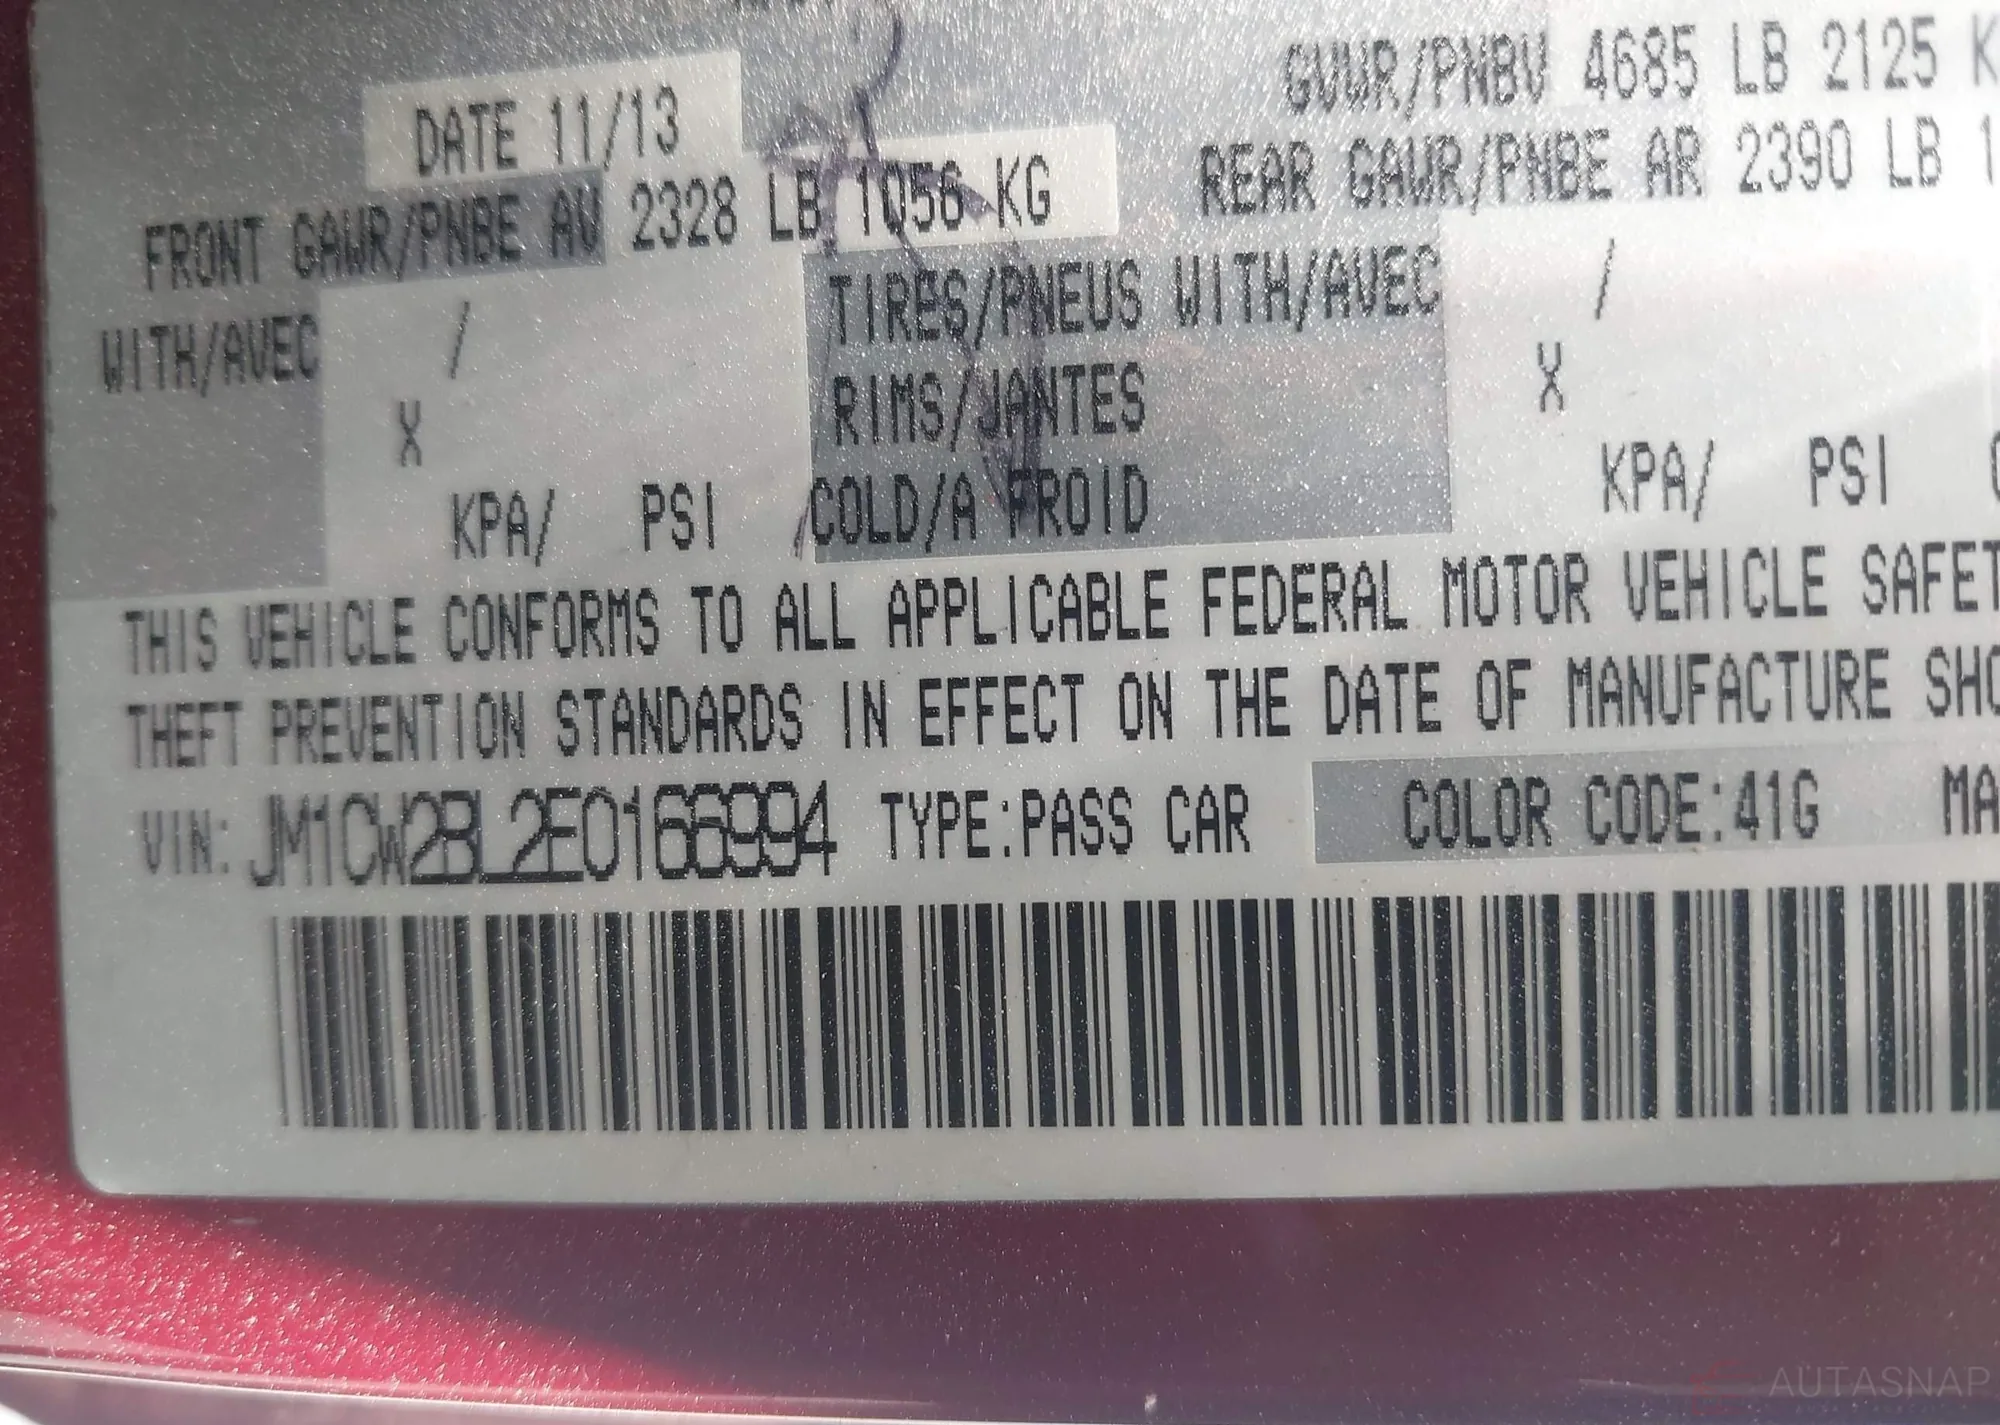 DATE 11/13
GVWR/PNBV 4685 LB 2125 K
FRONT GAWR/PNBE AV 2328 LB 1056 KG
REAR GAWR/PNBE AR 2390 LB 1
WITH/AVEC /
TIRES/PNEUS WITH/AVEC /
X
RIMS/JANTES
X
KPA/ PSI COLD/A FROID
KPA/ PSI
THIS VEHICLE CONFORMS TO ALL APPLICABLE FEDERAL MOTOR VEHICLE SAFET
THEFT PREVENTION STANDARDS IN EFFECT ON THE DATE OF MANUFACTURE SHO
VIN: JM1CW2BL2E0166994 TYPE:PASS CAR COLOR CODE:41G MA
AUTASNAP